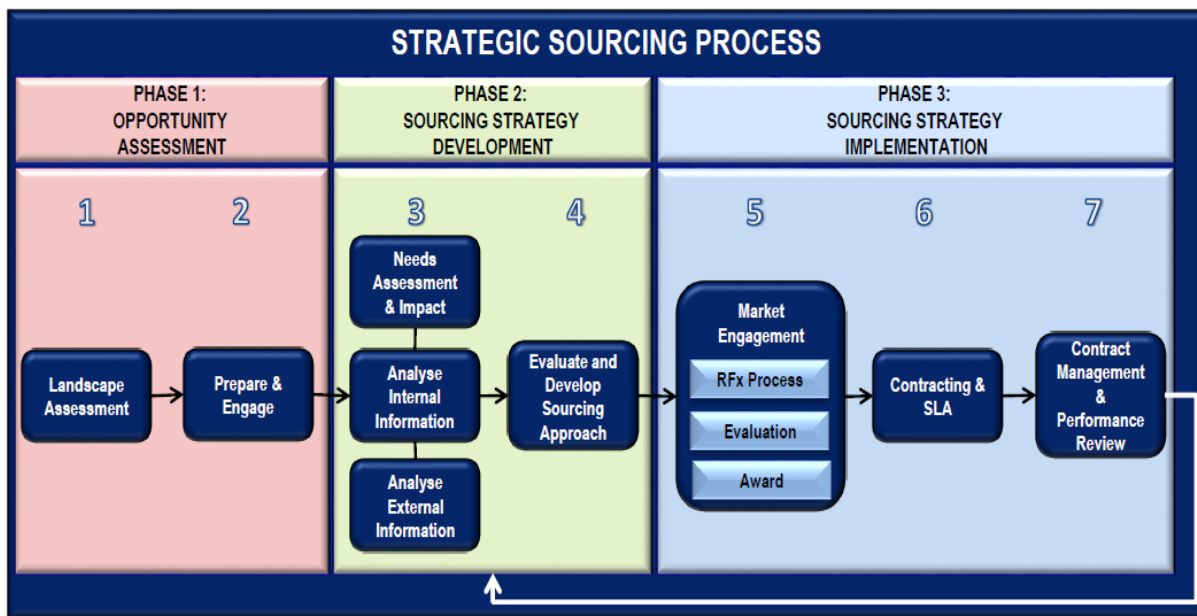 STRATEGIC SOURCING PROCESS
PHASE 1:
OPPORTUNITY
ASSESSMENT
PHASE 2:
SOURCING STRATEGY
DEVELOPMENT
PHASE 3:
SOURCING STRATEGY
IMPLEMENTATION
1
2
3
4
5
6
7
Landscape
Assessment
Prepare &
Engage
Needs
Assessment
& Impact
Analyse
Internal
Information
Analyse
External
Information
Evaluate and
Develop
Sourcing
Approach
Market
Engagement
RFx Process
Evaluation
Award
Contracting &
SLA
Contract
Management
&
Performance
Review